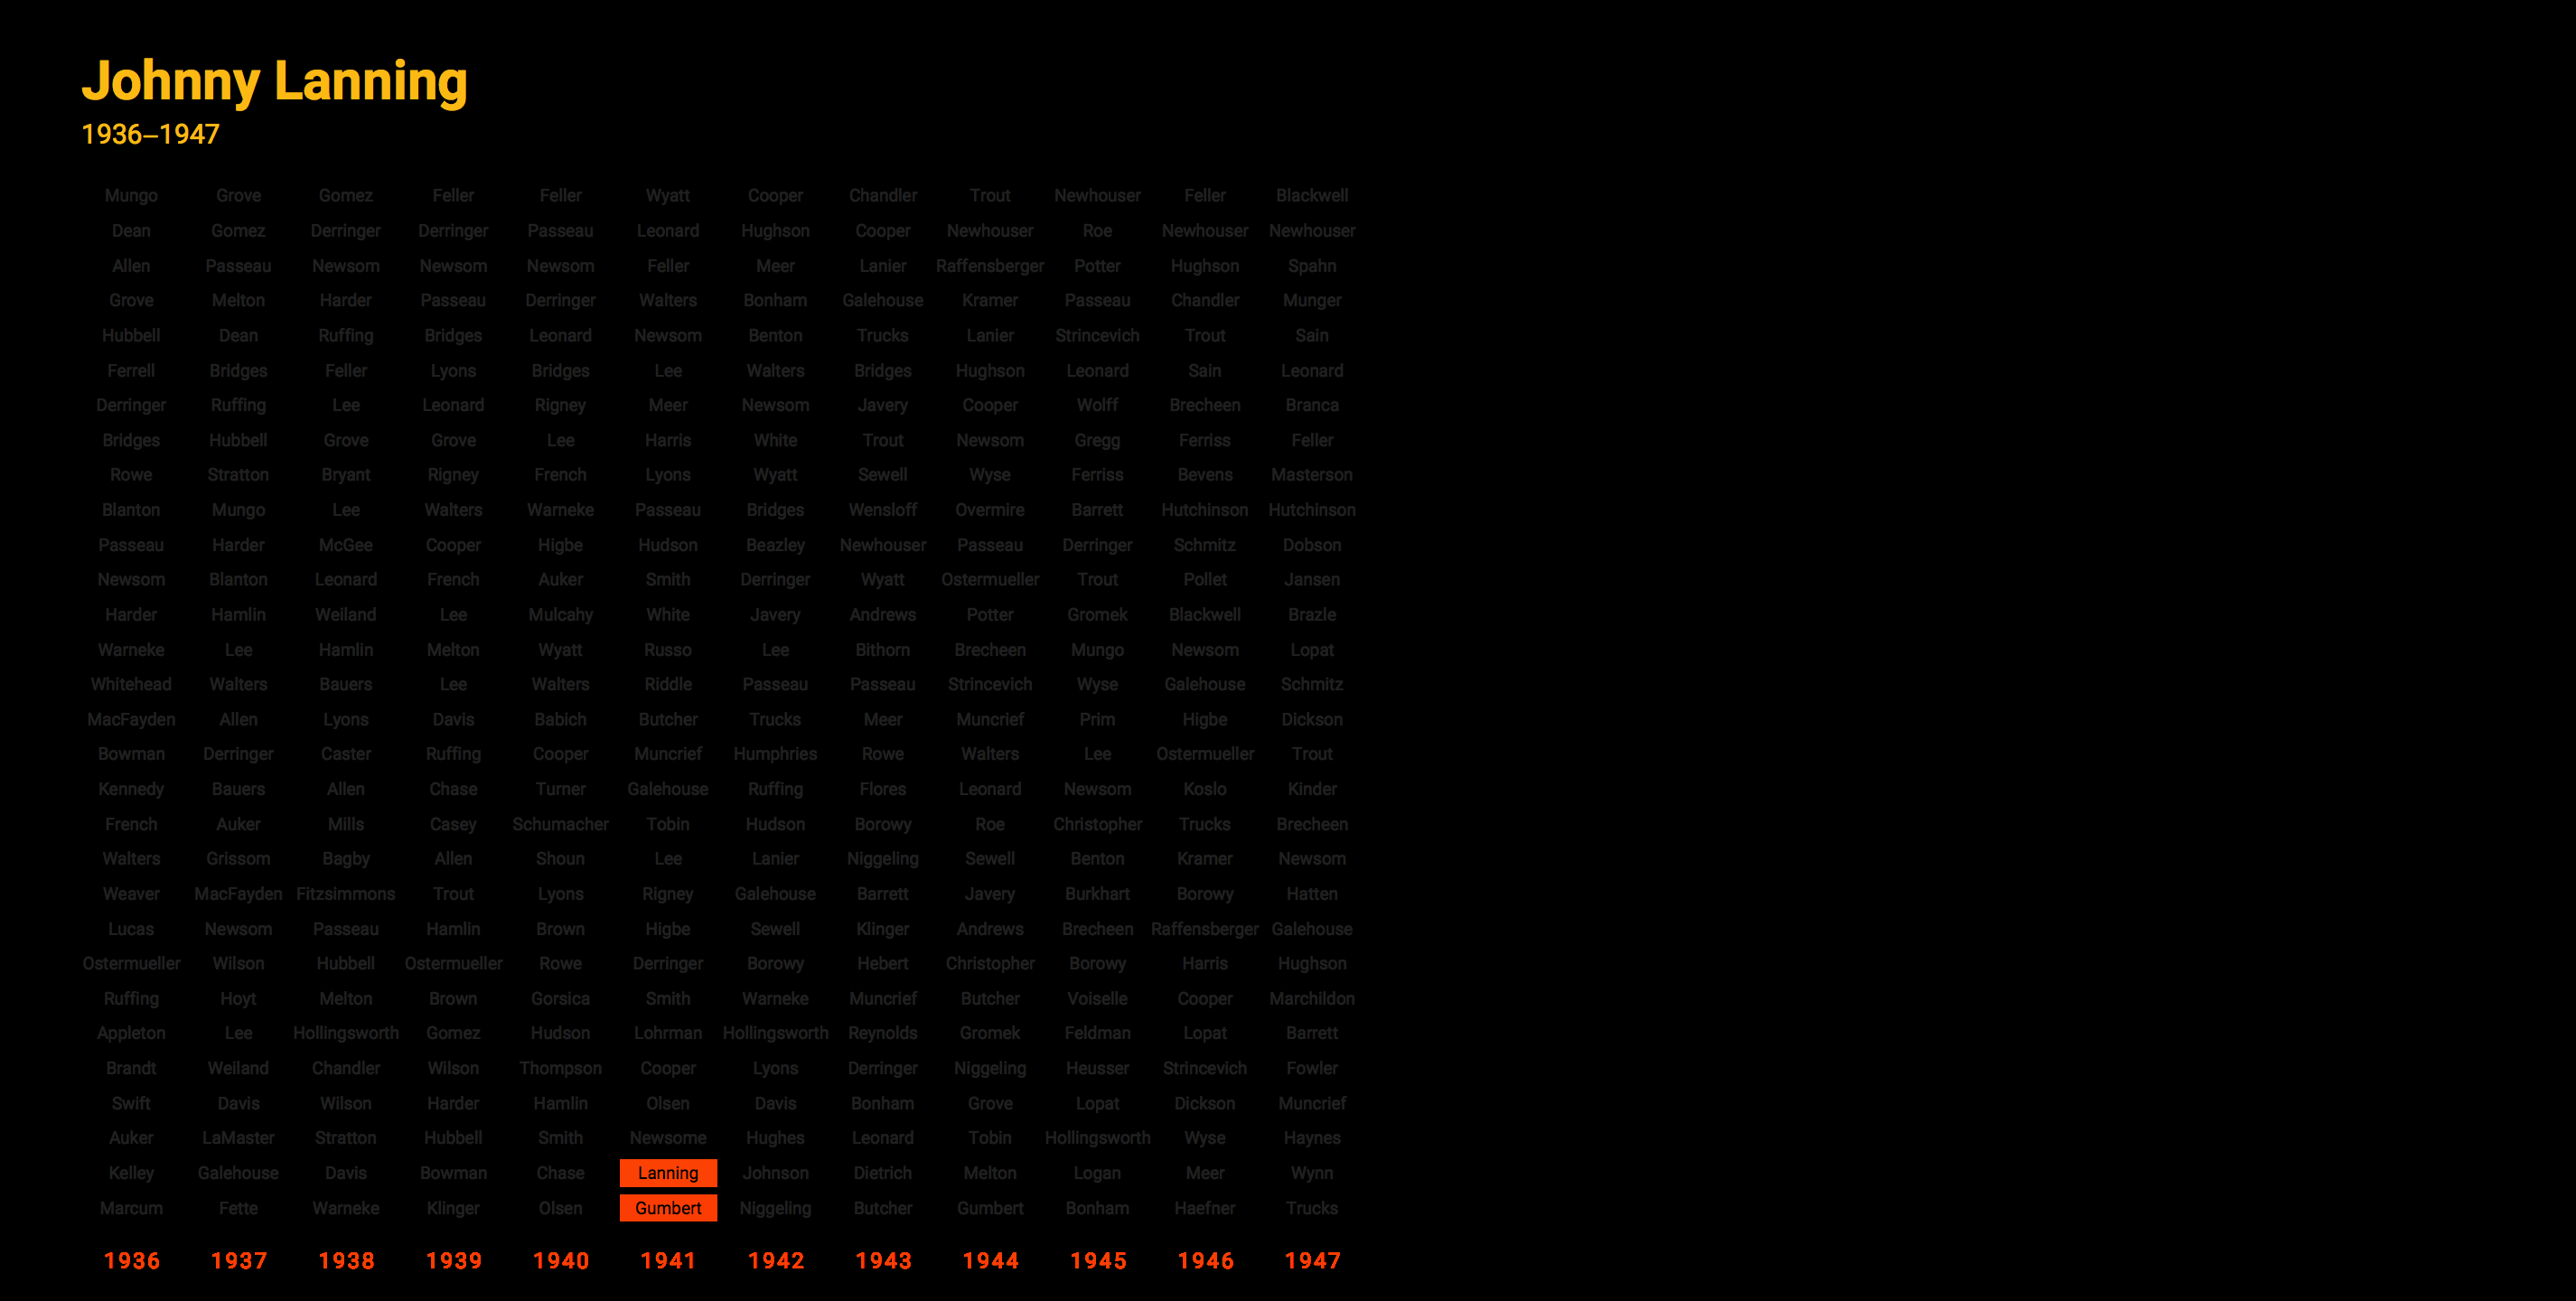 Johnny Lanning
1936–1947
Mungo Grove Gomez Feller Feller Wyatt Cooper Chandler Trout Newhouser Feller Blackwell
Dean Gomez Derringer Derringer Passeau Leonard Hughson Cooper Newhouser Roe Newhouser Newhouser
Allen Passeau Newsom Newsom Newsom Feller Meer Lanier Raffensberger Potter Hughson Spahn
Grove Melton Harder Passeau Derringer Walters Bonham Galehouse Kramer Passeau Chandler Munger
Hubbell Dean Ruffing Bridges Leonard Newsom Benton Trucks Lanier Strincevich Trout Sain
Ferrell Bridges Feller Lyons Bridges Lee Walters Bridges Hughson Leonard Sain Leonard
Derringer Ruffing Lee Leonard Rigney Meer Newsom Javery Cooper Wolff Brecheen Branca
Bridges Hubbell Grove Grove Lee Harris White Trout Newsom Gregg Ferriss Feller
Rowe Stratton Bryant Rigney French Lyons Wyatt Sewell Wyse Ferriss Bevens Masterson
Blanton Mungo Lee Walters Warneke Passeau Bridges Wensloff Overmire Barrett Hutchinson Hutchinson
Passeau Harder McGee Cooper Higbe Hudson Beazley Newhouser Passeau Derringer Schmitz Dobson
Newsom Blanton Leonard French Auker Smith Derringer Wyatt Ostermueller Trout Pollet Jansen
Harder Hamlin Weiland Lee Mulcahy White Javery Andrews Potter Gromek Blackwell Brazle
Warneke Lee Hamlin Melton Wyatt Russo Lee Bithorn Brecheen Mungo Newsom Lopat
Whitehead Walters Bauers Lee Walters Riddle Passeau Passeau Strincevich Wyse Galehouse Schmitz
MacFayden Allen Lyons Davis Babich Butcher Trucks Meer Muncrief Prim Higbe Dickson
Bowman Derringer Caster Ruffing Cooper Muncrief Humphries Rowe Walters Lee Ostermueller Trout
Kennedy Bauers Allen Chase Turner Galehouse Ruffing Flores Leonard Newsom Koslo Kinder
French Auker Mills Casey Schumacher Tobin Hudson Borowy Roe Christopher Trucks Brecheen
Walters Grissom Bagby Allen Shoun Lee Lanier Niggeling Sewell Benton Kramer Newsom
Weaver MacFayden Fitzsimmons Trout Lyons Rigney Galehouse Barrett Javery Burkhart Borowy Hatten
Lucas Newsom Passeau Hamlin Brown Higbe Sewell Klinger Andrews Brecheen Raffensberger Galehouse
Ostermueller Wilson Hubbell Ostermueller Rowe Derringer Borowy Hebert Christopher Borowy Harris Hughson
Ruffing Hoyt Melton Brown Gorsica Smith Warneke Muncrief Butcher Voiselle Cooper Marchildon
Appleton Lee Hollingsworth Gomez Hudson Lohrman Hollingsworth Reynolds Gromek Feldman Lopat Barrett
Brandt Weiland Chandler Wilson Thompson Cooper Lyons Derringer Niggeling Heusser Strincevich Fowler
Swift Davis Wilson Harder Hamlin Olsen Davis Bonham Grove Lopat Dickson Muncrief
Auker LaMaster Stratton Hubbell Smith Newsome Hughes Leonard Tobin Hollingsworth Wyse Haynes
Kelley Galehouse Davis Bowman Chase Lanning Johnson Dietrich Melton Logan Meer Wynn
Marcum Fette Warneke Klinger Olsen Gumbert Niggeling Butcher Gumbert Bonham Haefner Trucks
1936 1937 1938 1939 1940 1941 1942 1943 1944 1945 1946 1947